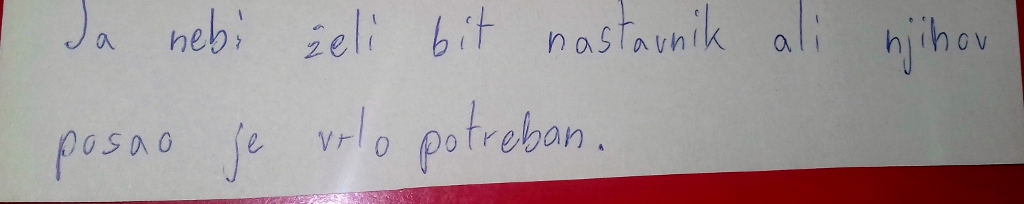 Ja nebi želi bit nastavnik ali njihov
posao je vrlo potreban.